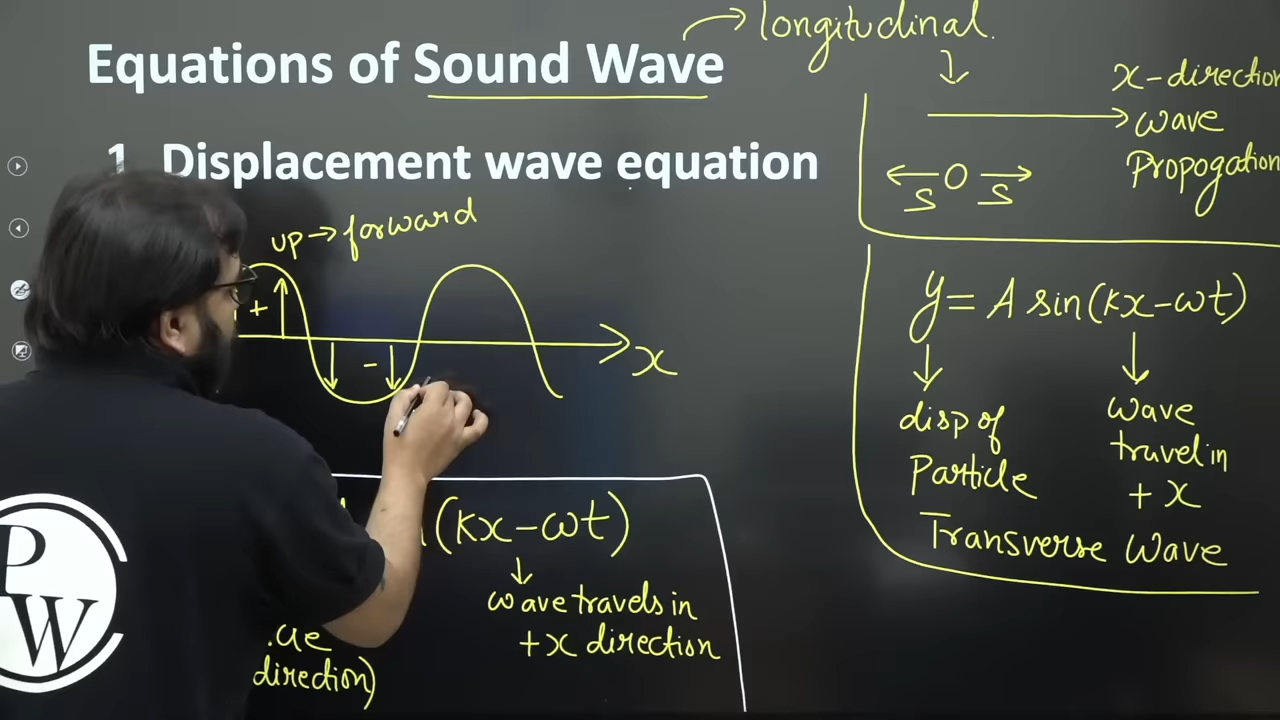 longitudinal.
Equations of Sound Wave
x-direction
wave
Propogation
1. Displacement wave equation
S
S
up → forward
+
-
x
y = A sin(kx-ωt)
disp of
Particle
wave
travel in
+ x
Transverse Wave
(kx-ωt)
wave travels in
+x direction
direction)
PW